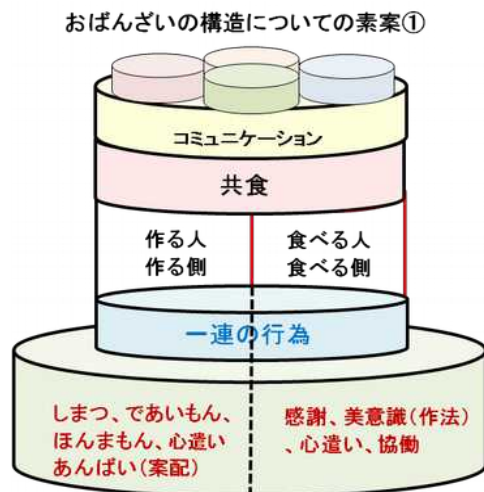 おばんざいの構造についての素案①
コミュニケーション
共食
作る人
作る側
食べる人
食べる側
一連の行為
しまつ、であいもん、
ほんまもん、心遣い
あんばい(案配)
感謝、美意識(作法)
、心遣い、協働